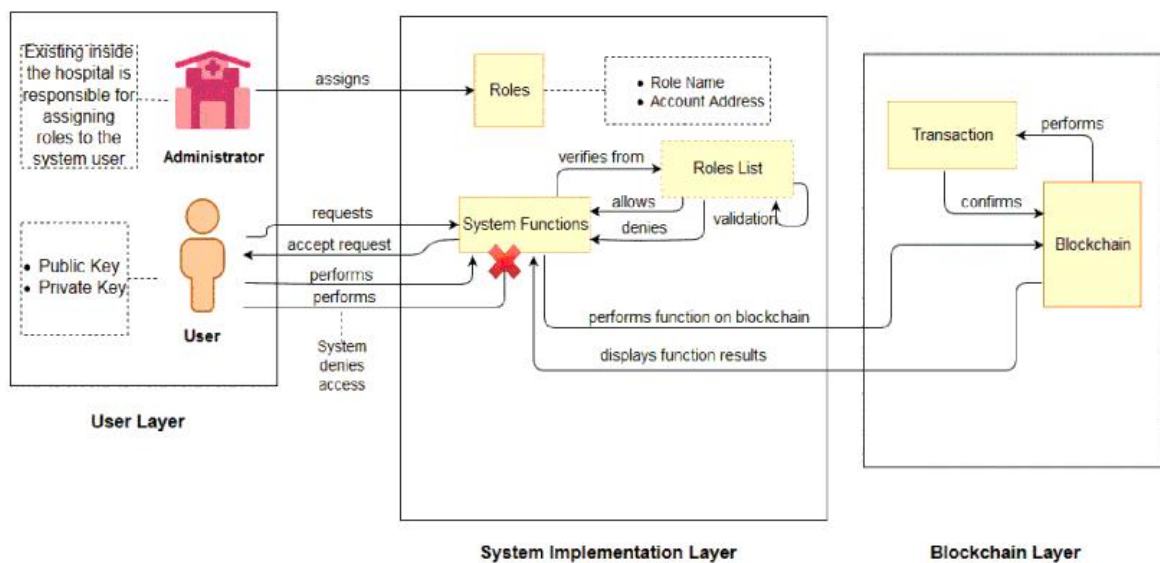 Existing inside
the hospital is
responsible for
assigning
roles to the
system user
Administrator
assigns
Roles
• Role Name
• Account Address
Transaction
performs
confirms
Blockchain
verifies from
Roles List
allows
denies
validation
System Functions
requests
accept request
performs
performs
• Public Key
• Private Key
User
System
denies
access
performs function on blockchain
displays function results
User Layer
System Implementation Layer
Blockchain Layer